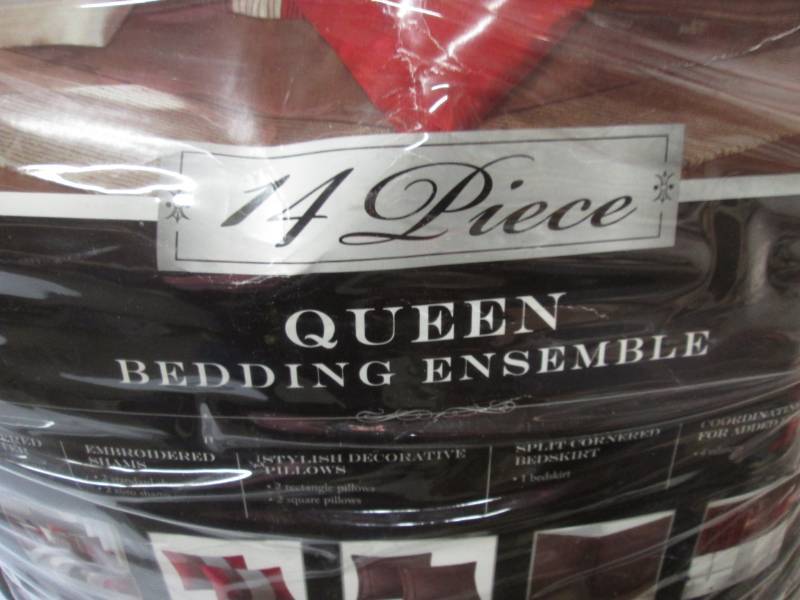 14 Piece
QUEEN
BEDDING ENSEMBLE
EMBROIDERED
SHAMS
STYLISH DECORATIVE
PILLOWS
• 2 rectangle pillows
• 2 square pillows
SPLIT CORNERED
BEDSKIRT
• 1 bedskirt
FOR